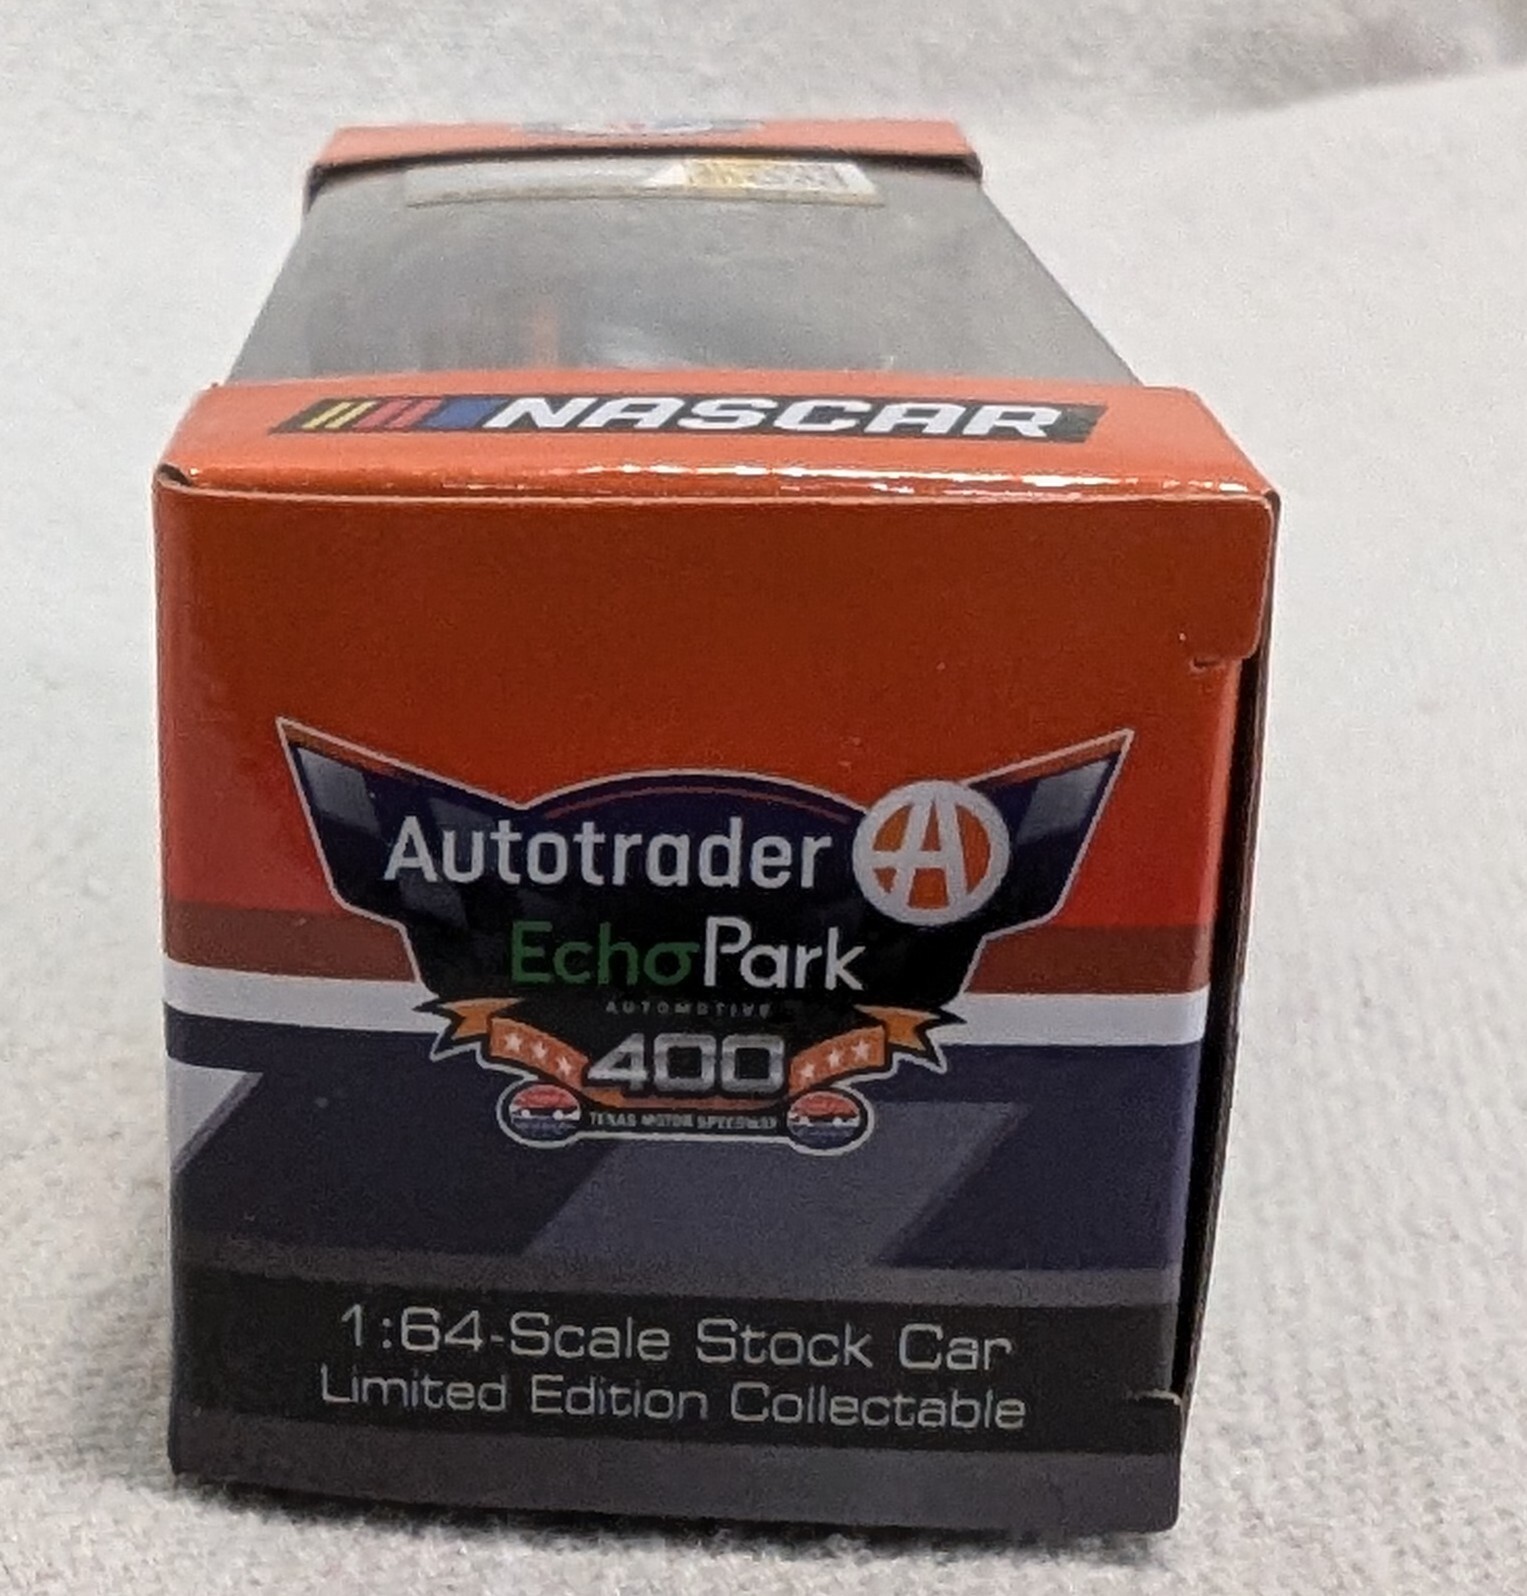 NASCAR
Autotrader
EchoPark
AUTOMOTIVE
400
TEXAS MOTOR SPEEDWAY
1:64-Scale Stock Car
Limited Edition Collectable